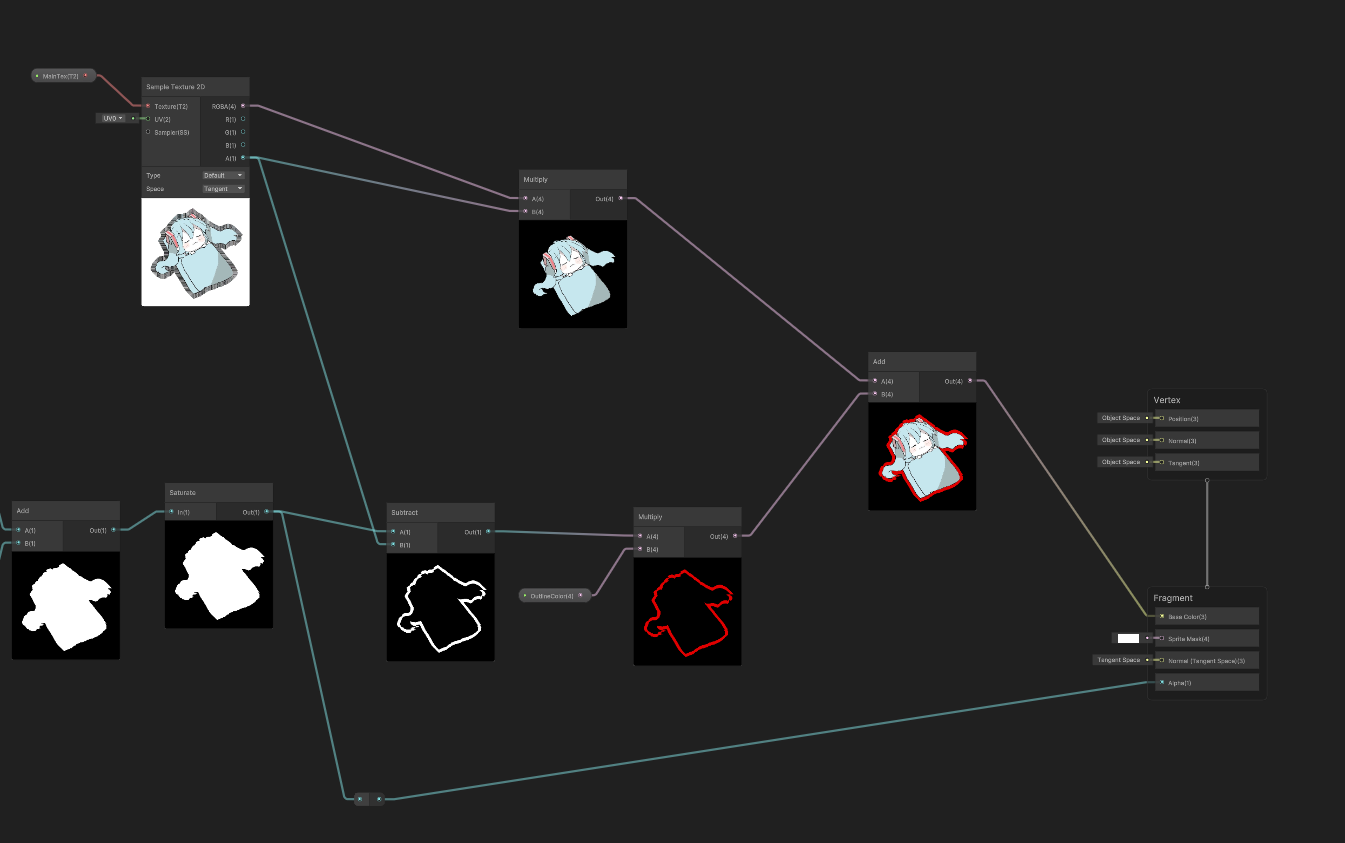 MainTex(T2)
Sample Texture 2D
Texture(T2)
RGBA(4)
UV0
UV(2)
R(1)
Sampler(SS)
G(1)
B(1)
A(1)
Type
Default
Space
Tangent
Multiply
A(4)
Out(4)
B(4)
Add
A(4)
Out(4)
B(4)
Vertex
Object Space
Position(3)
Object Space
Normal(3)
Object Space
Tangent(3)
Add
A(1)
Out(1)
B(1)
Saturate
In(1)
Out(1)
Subtract
A(1)
Out(1)
B(1)
Multiply
A(4)
Out(4)
B(4)
OutlineColor(4)
Fragment
Base Color(3)
Sprite Mask(4)
Tangent Space
Normal (Tangent Space)(3)
Alpha(1)